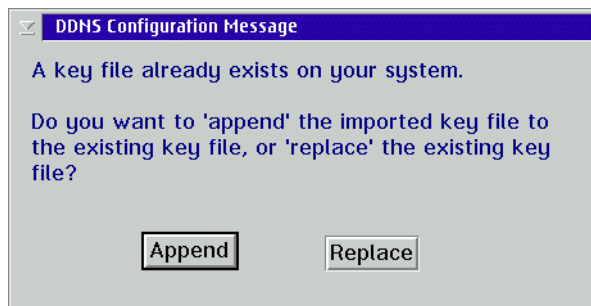 DDNS Configuration Message
A key file already exists on your system.
Do you want to 'append' the imported key file to
the existing key file, or 'replace' the existing key
file?
Append
Replace